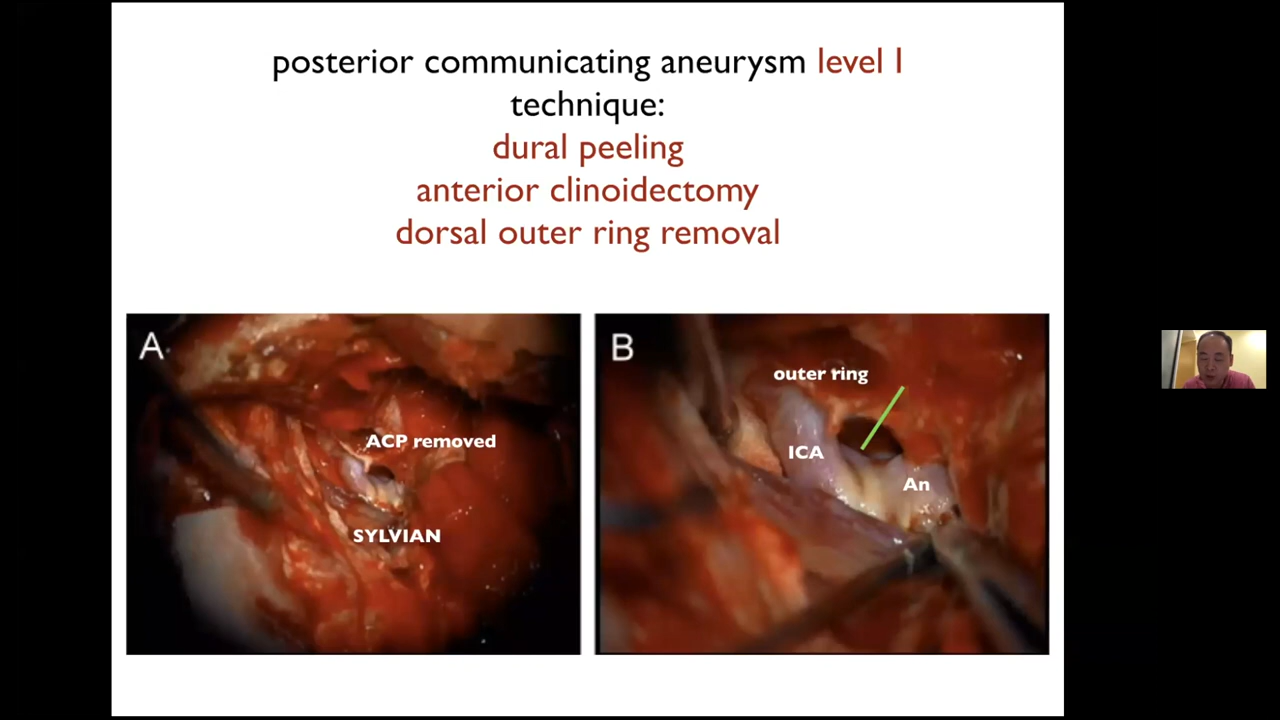 posterior communicating aneurysm level I
technique:
dural peeling
anterior clinoidectomy
dorsal outer ring removal
A
ACP removed
SYLVIAN
B
outer ring
ICA
An